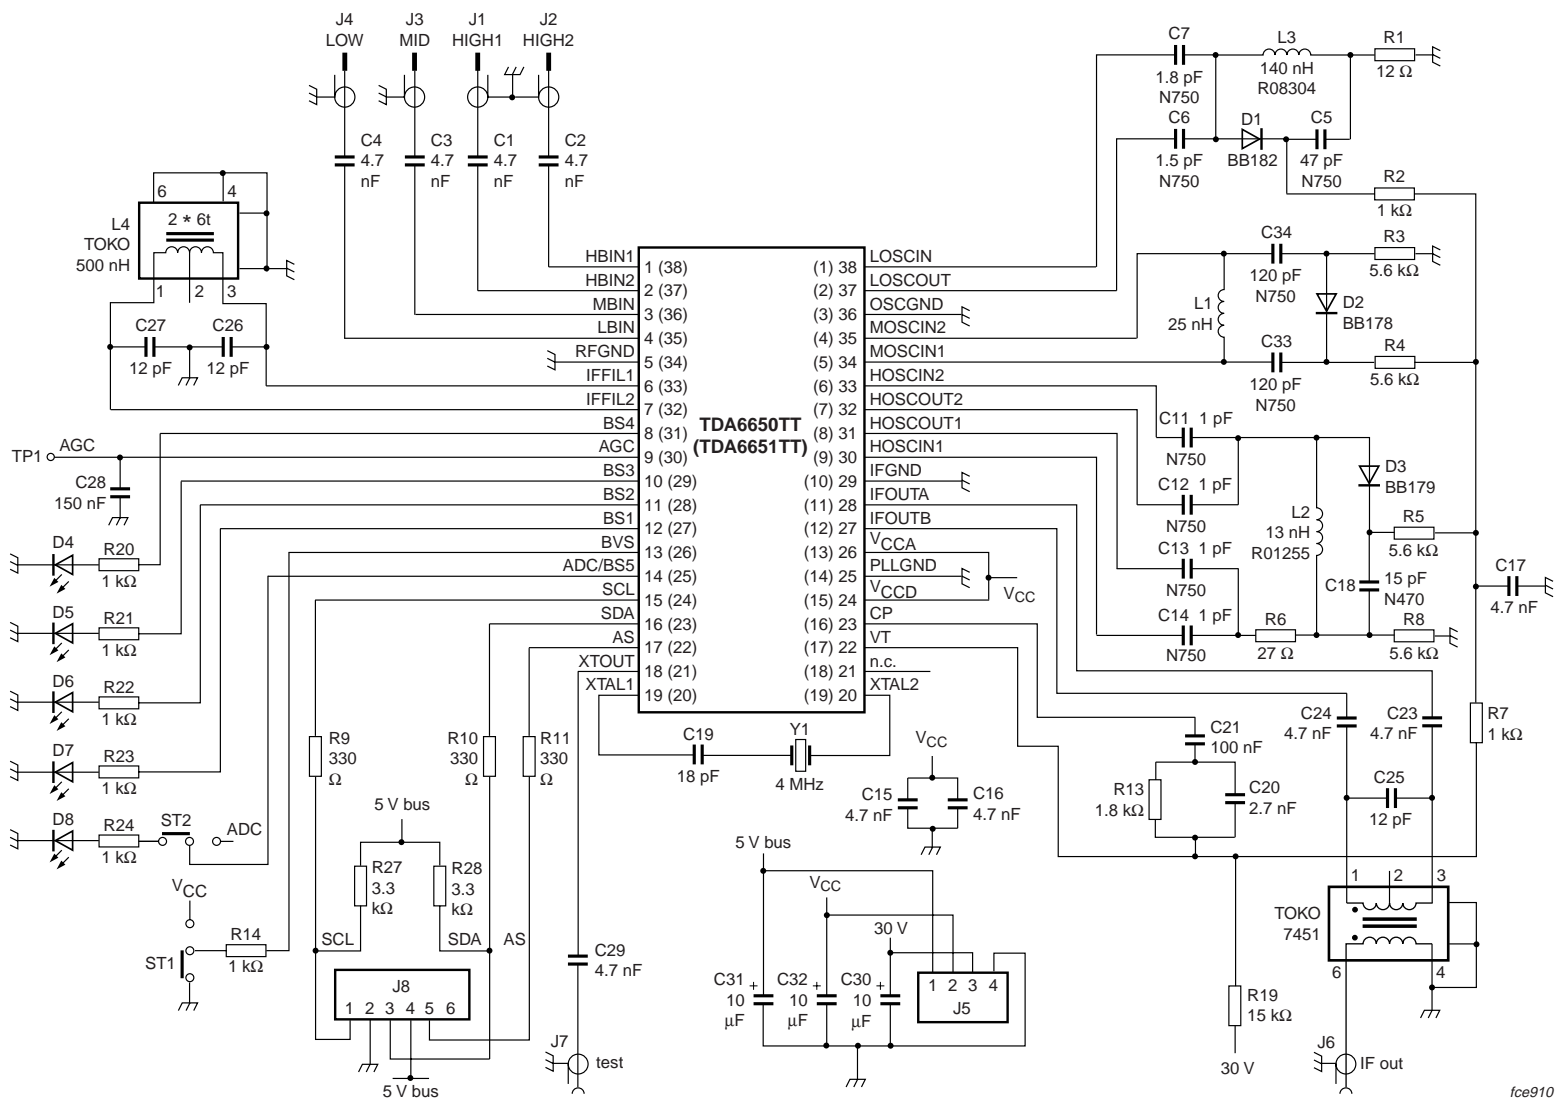 J4
LOW
J3
MID
J1
HIGH1
J2
HIGH2
C4
4.7
nF
C3
4.7
nF
C1
4.7
nF
C2
4.7
nF
6
4
2 * 6t
L4
TOKO
500 nH
1
2
3
C27
12 pF
C26
12 pF
TP1
AGC
C28
150 nF
D4
R20
1 kΩ
D5
R21
1 kΩ
D6
R22
1 kΩ
D7
R23
1 kΩ
D8
R24
1 kΩ
ST2
ADC
VCC
ST1
R14
1 kΩ
HBIN1
1 (38)
HBIN2
2 (37)
MBIN
3 (36)
LBIN
4 (35)
RFGND
5 (34)
IFFIL1
6 (33)
IFFIL2
7 (32)
BS4
8 (31)
AGC
9 (30)
BS3
10 (29)
BS2
11 (28)
BS1
12 (27)
BVS
13 (26)
ADC/BS5
14 (25)
SCL
15 (24)
SDA
16 (23)
AS
17 (22)
XTOUT
18 (21)
XTAL1
19 (20)
TDA6650TT
(TDA6651TT)
LOSCIN
(1) 38
LOSCOUT
(2) 37
OSCGND
(3) 36
MOSCIN2
(4) 35
MOSCIN1
(5) 34
HOSCIN2
(6) 33
HOSCOUT2
(7) 32
HOSCOUT1
(8) 31
HOSCIN1
(9) 30
IFGND
(10) 29
IFOUTA
(11) 28
IFOUTB
(12) 27
VCCA
(13) 26
PLLGND
(14) 25
VCCD
(15) 24
CP
(16) 23
VT
(17) 22
n.c.
(18) 21
XTAL2
(19) 20
VCC
C7
1.8 pF
N750
L3
140 nH
R08304
R1
12 Ω
C6
1.5 pF
N750
D1
BB182
C5
47 pF
N750
R2
1 kΩ
C34
120 pF
N750
R3
5.6 kΩ
L1
25 nH
D2
BB178
C33
120 pF
N750
R4
5.6 kΩ
C11 1 pF
N750
C12 1 pF
N750
C13 1 pF
N750
C14 1 pF
N750
D3
BB179
L2
13 nH
R01255
R5
5.6 kΩ
C18
15 pF
N470
R6
27 Ω
R8
5.6 kΩ
C17
4.7 nF
R7
1 kΩ
C24
4.7 nF
C23
4.7 nF
C25
12 pF
C21
100 nF
R13
1.8 kΩ
C20
2.7 nF
C19
18 pF
Y1
4 MHz
R9
330
Ω
R10
330
Ω
R11
330
Ω
VCC
C15
4.7 nF
C16
4.7 nF
5 V bus
R27
3.3
kΩ
R28
3.3
kΩ
SCL
SDA
AS
J8
1 2 3 4 5 6
5 V bus
C29
4.7 nF
J7
test
5 V bus
VCC
30 V
C31
+
10
μF
C32
+
10
μF
C30
+
10
μF
1 2 3 4
J5
R19
15 kΩ
30 V
1
2
3
TOKO
7451
6
4
J6
IF out
fce910